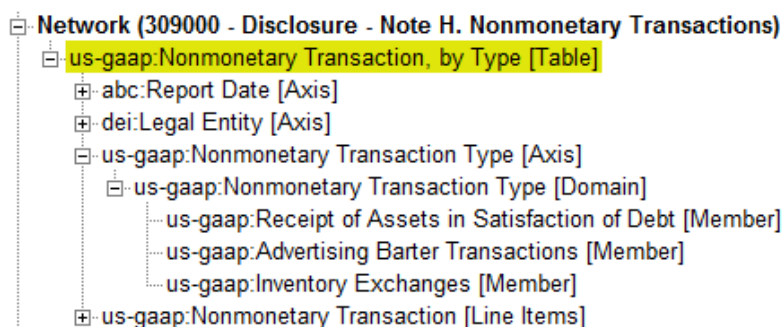 Network (309000 - Disclosure - Note H. Nonmonetary Transactions)
us-gaap:Nonmonetary Transaction, by Type [Table]
abc:Report Date [Axis]
dei:Legal Entity [Axis]
us-gaap:Nonmonetary Transaction Type [Axis]
us-gaap:Nonmonetary Transaction Type [Domain]
us-gaap:Receipt of Assets in Satisfaction of Debt [Member]
us-gaap:Advertising Barter Transactions [Member]
us-gaap:Inventory Exchanges [Member]
us-gaap:Nonmonetary Transaction [Line Items]